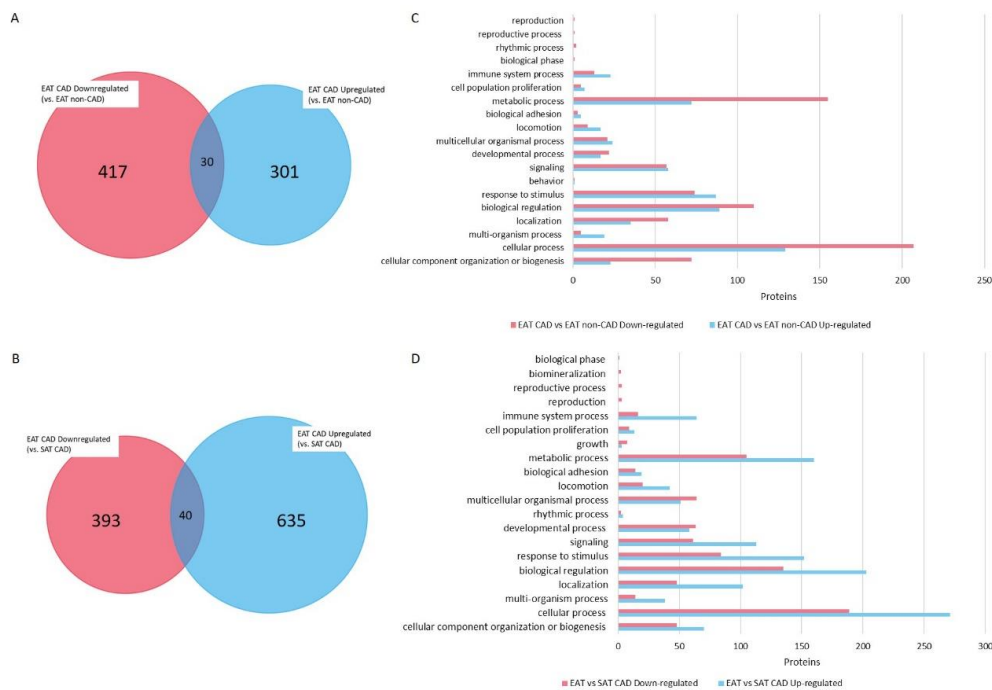 A
EAT CAD Downregulated
(vs. EAT non-CAD)
EAT CAD Upregulated
(vs. EAT non-CAD)
417
30
301
C
reproduction
reproductive process
rhythmic process
biological phase
immune system process
cell population proliferation
metabolic process
biological adhesion
locomotion
multicellular organismal process
developmental process
signaling
behavior
response to stimulus
biological regulation
localization
multi-organism process
cellular process
cellular component organization or biogenesis
0 50 100 150 200 250
Proteins
EAT CAD vs EAT non-CAD Down-regulated EAT CAD vs EAT non-CAD Up-regulated
B
EAT CAD Downregulated
(vs. SAT CAD)
EAT CAD Upregulated
(vs. SAT CAD)
393
40
635
D
biological phase
biomineralization
reproductive process
reproduction
immune system process
cell population proliferation
growth
metabolic process
biological adhesion
locomotion
multicellular organismal process
rhythmic process
developmental process
signaling
response to stimulus
biological regulation
localization
multi-organism process
cellular process
cellular component organization or biogenesis
0 50 100 150 200 250 300
Proteins
EAT vs SAT CAD Down-regulated EAT vs SAT CAD Up-regulated